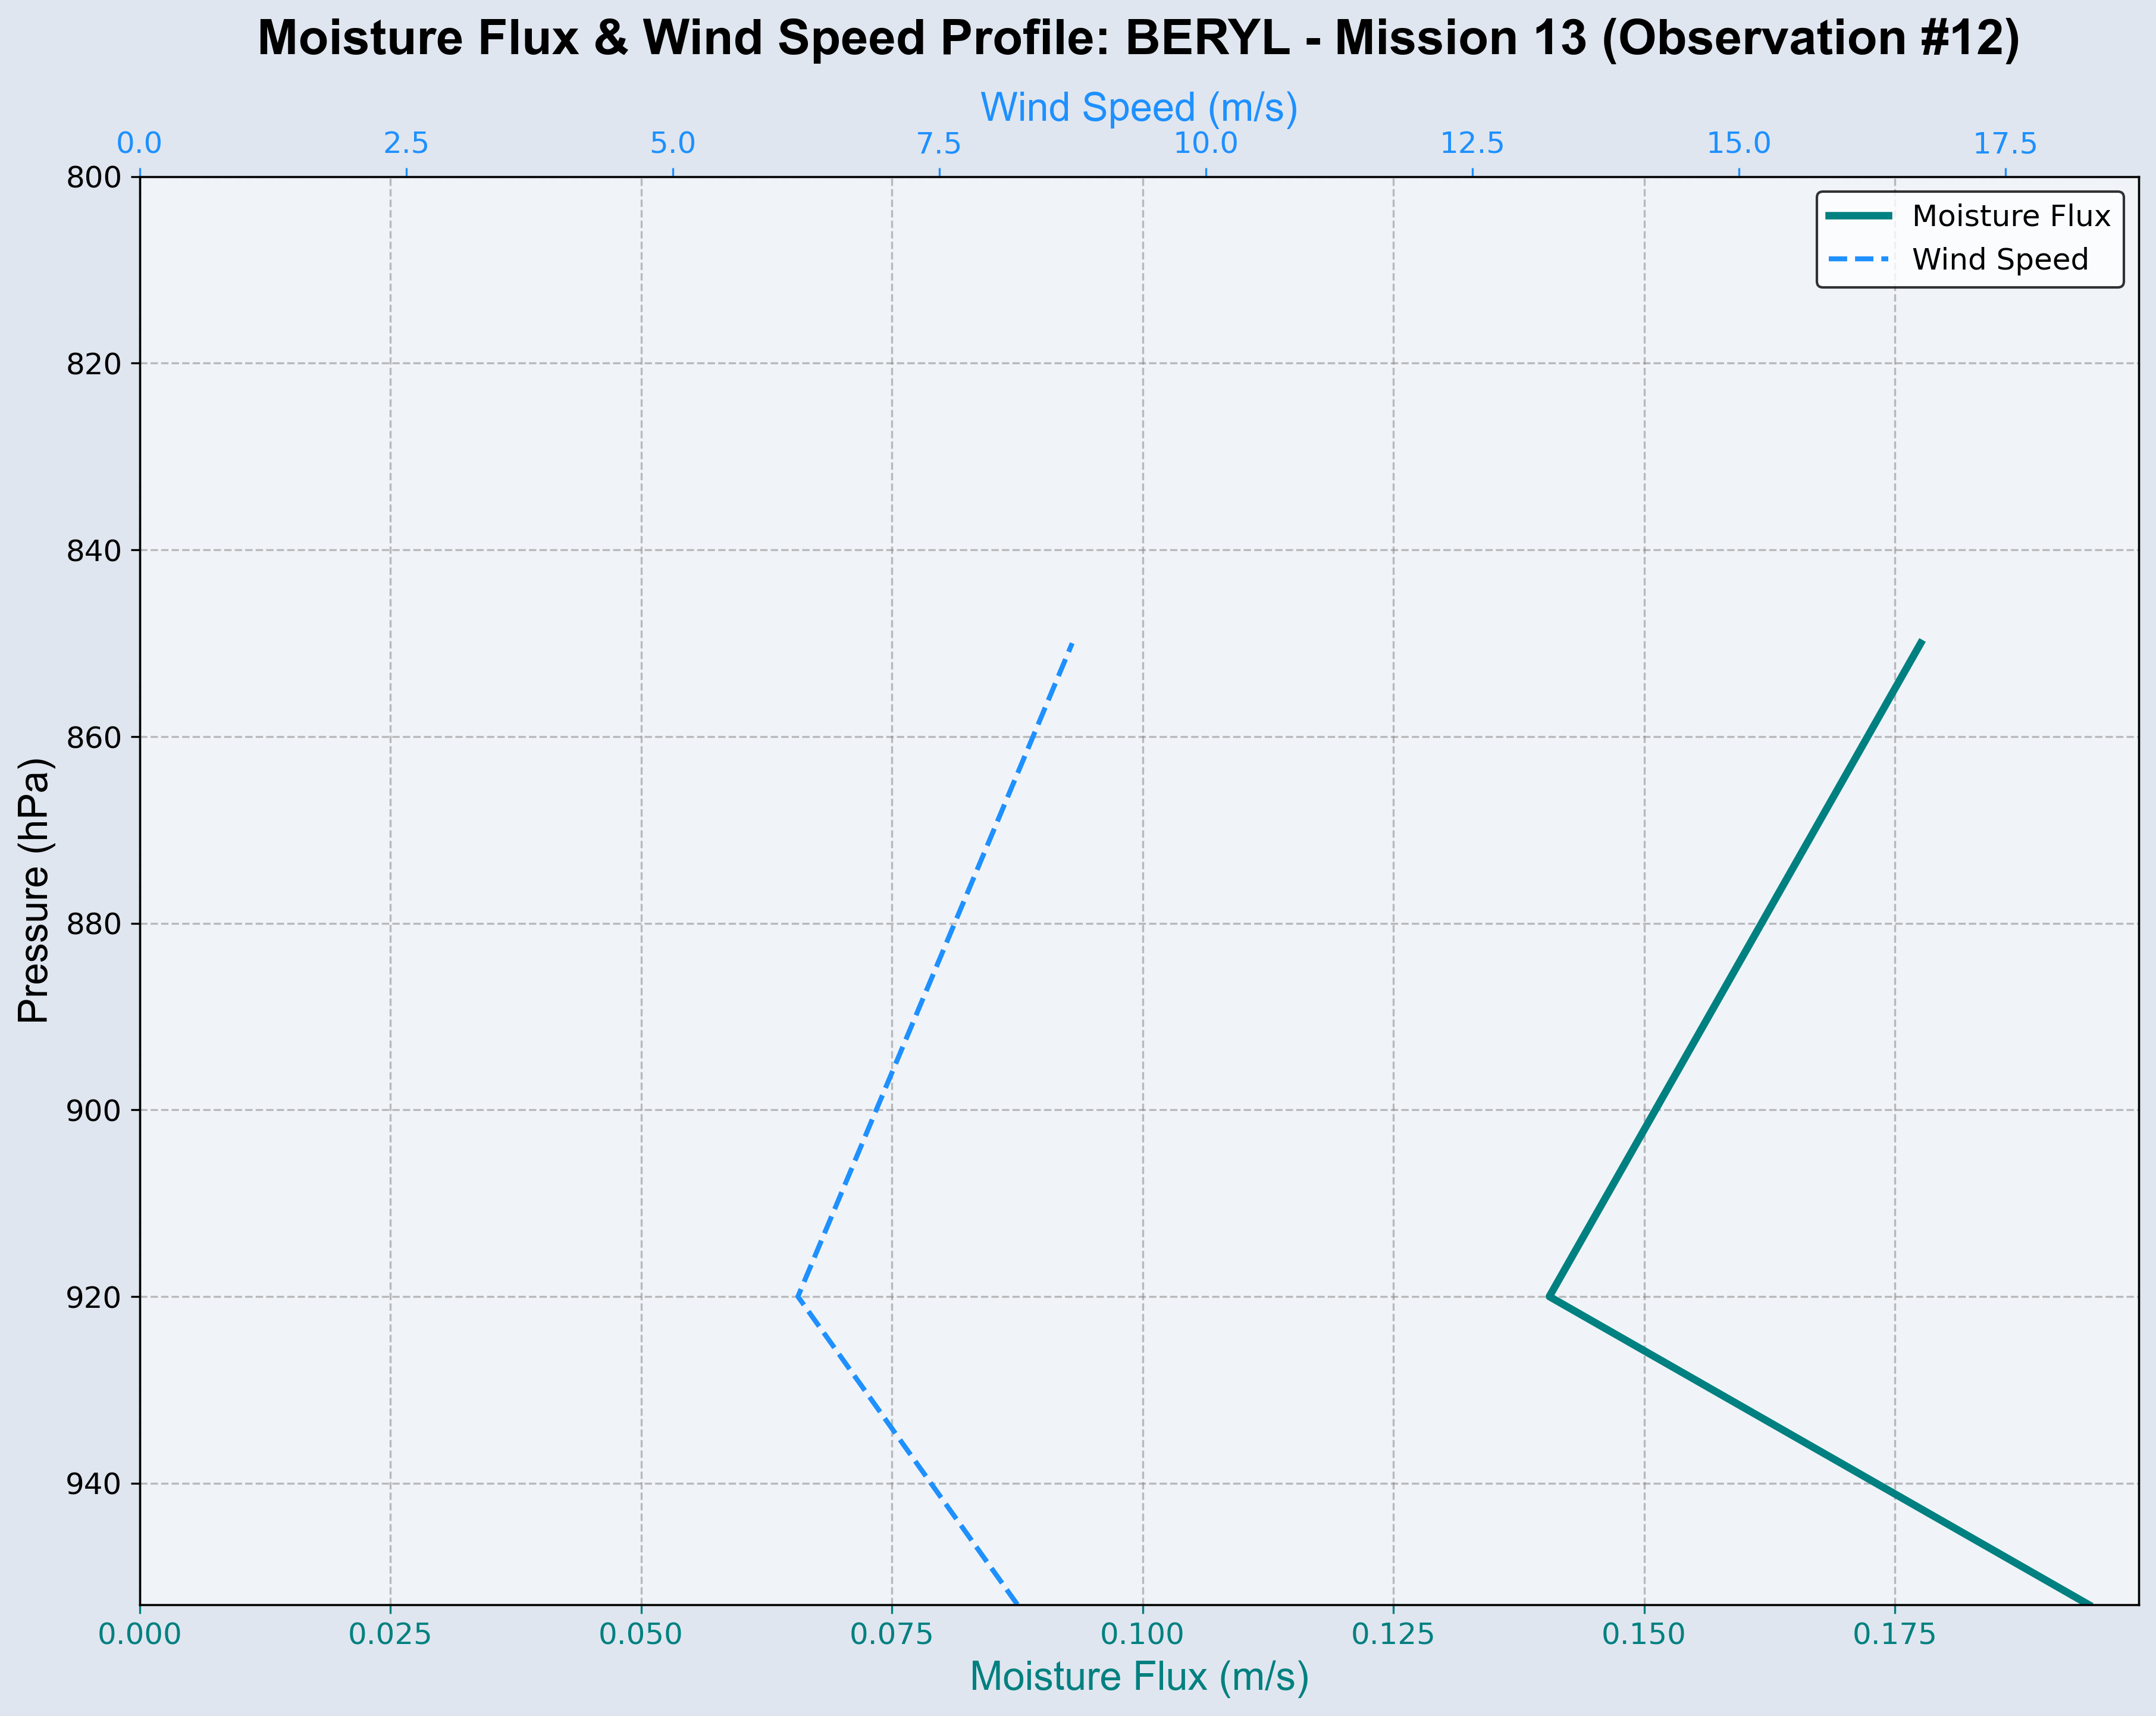 Moisture Flux & Wind Speed Profile: BERYL - Mission 13 (Observation #12)
Wind Speed (m/s)
0.0 2.5 5.0 7.5 10.0 12.5 15.0 17.5
Moisture Flux
Wind Speed
Pressure (hPa)
800
820
840
860
880
900
920
940
0.000 0.025 0.050 0.075 0.100 0.125 0.150 0.175
Moisture Flux (m/s)